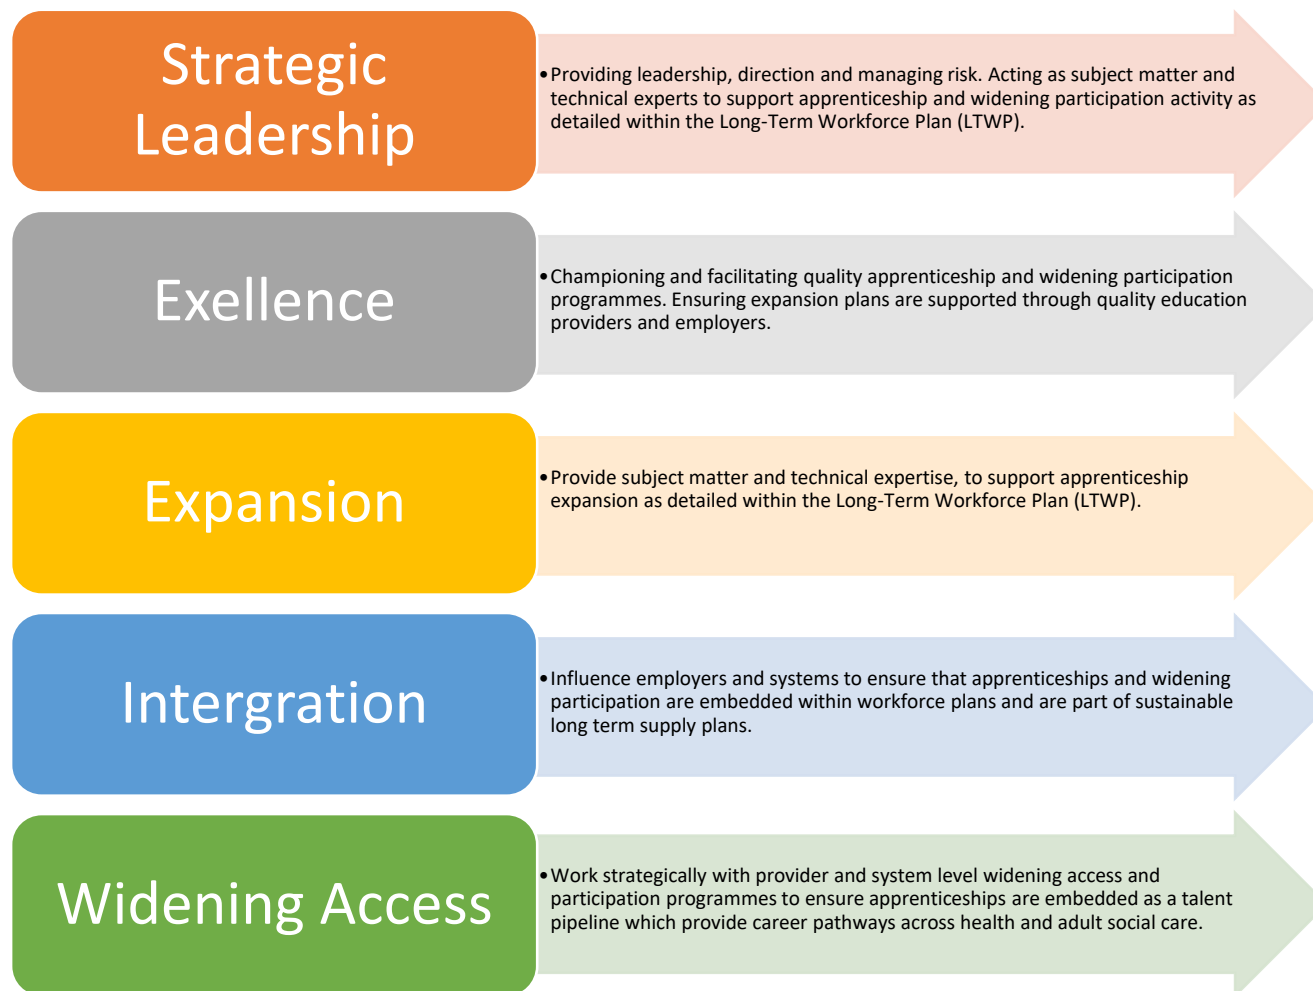 Strategic
Leadership
•Providing leadership, direction and managing risk. Acting as subject matter and
technical experts to support apprenticeship and widening participation activity as
detailed within the Long-Term Workforce Plan (LTWP).
Exellence
•Championing and facilitating quality apprenticeship and widening participation
programmes. Ensuring expansion plans are supported through quality education
providers and employers.
Expansion
•Provide subject matter and technical expertise, to support apprenticeship
expansion as detailed within the Long-Term Workforce Plan (LTWP).
Intergration
•Influence employers and systems to ensure that apprenticeships and widening
participation are embedded within workforce plans and are part of sustainable
long term supply plans.
Widening Access
•Work strategically with provider and system level widening access and
participation programmes to ensure apprenticeships are embedded as a talent
pipeline which provide career pathways across health and adult social care.